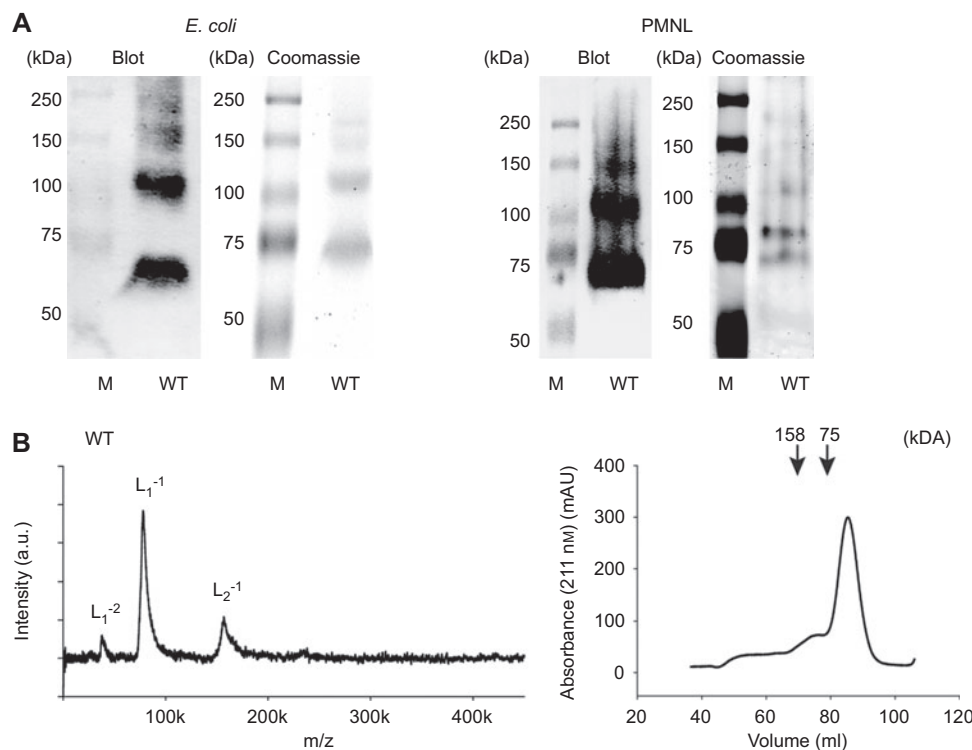 A
E. coli
PMNL
(kDa) Blot (kDa) Coomassie
(kDa) Blot (kDa) Coomassie
250
150
100
75
50
250
150
100
75
50
250
150
100
75
50
250
150
100
75
50
M WT M WT
M WT M WT
B
WT
L₁⁻²
L₁⁻¹
L₂⁻¹
Intensity (a.u.)
100k 200k 300k 400k
m/z
158 75 (kDA)
Absorbance (211 nM) (mAU)
400
300
200
100
0
20 40 60 80 100 120
Volume (ml)